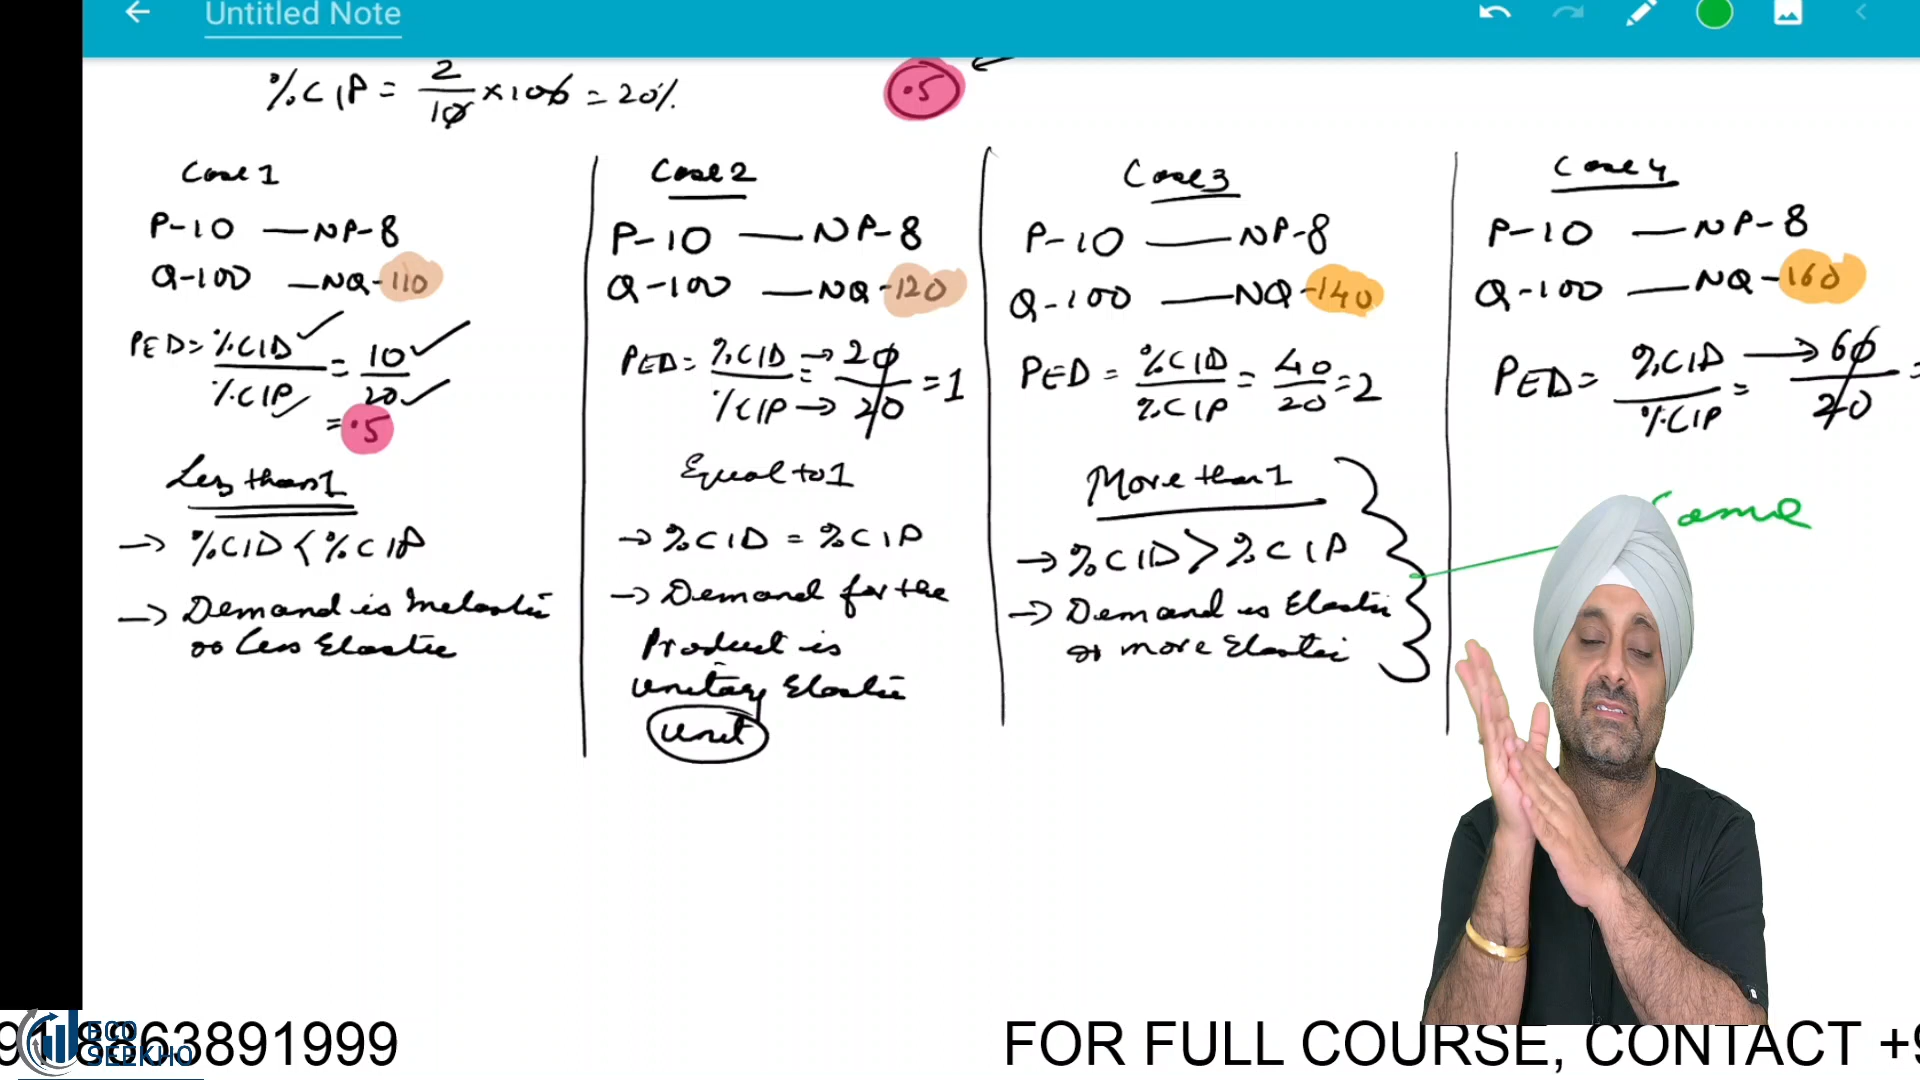 Untitled Note
%CIP = 2/10 × 100 = 20%
.5
Case 1
P-10 — NP-8
Q-100 — NQ-110
PED = %CID/%CIP = 10/20
= .5
Less than 1
→ %CID < %CIP
→ Demand is Inelastic
or Less Elastic
Case 2
P-10 — NP-8
Q-100 — NQ-120
PED = %CID/%CIP = → 20/→ 20 = 1
Equal to 1
→ %CID = %CIP
→ Demand for the
Product is
unitary Elastic
unit
Case 3
P-10 — NP-8
Q-100 — NQ-140
PED = %CID/%CIP = 40/20 = 2
More than 1
→ %CID > %CIP
→ Demand is Elastic
or more Elastic
Case 4
P-10 — NP-8
Q-100 — NQ-160
PED = %CID/%CIP = → 60/20 =
Same
ECO
SEEKHO
918863891999
FOR FULL COURSE, CONTACT +9